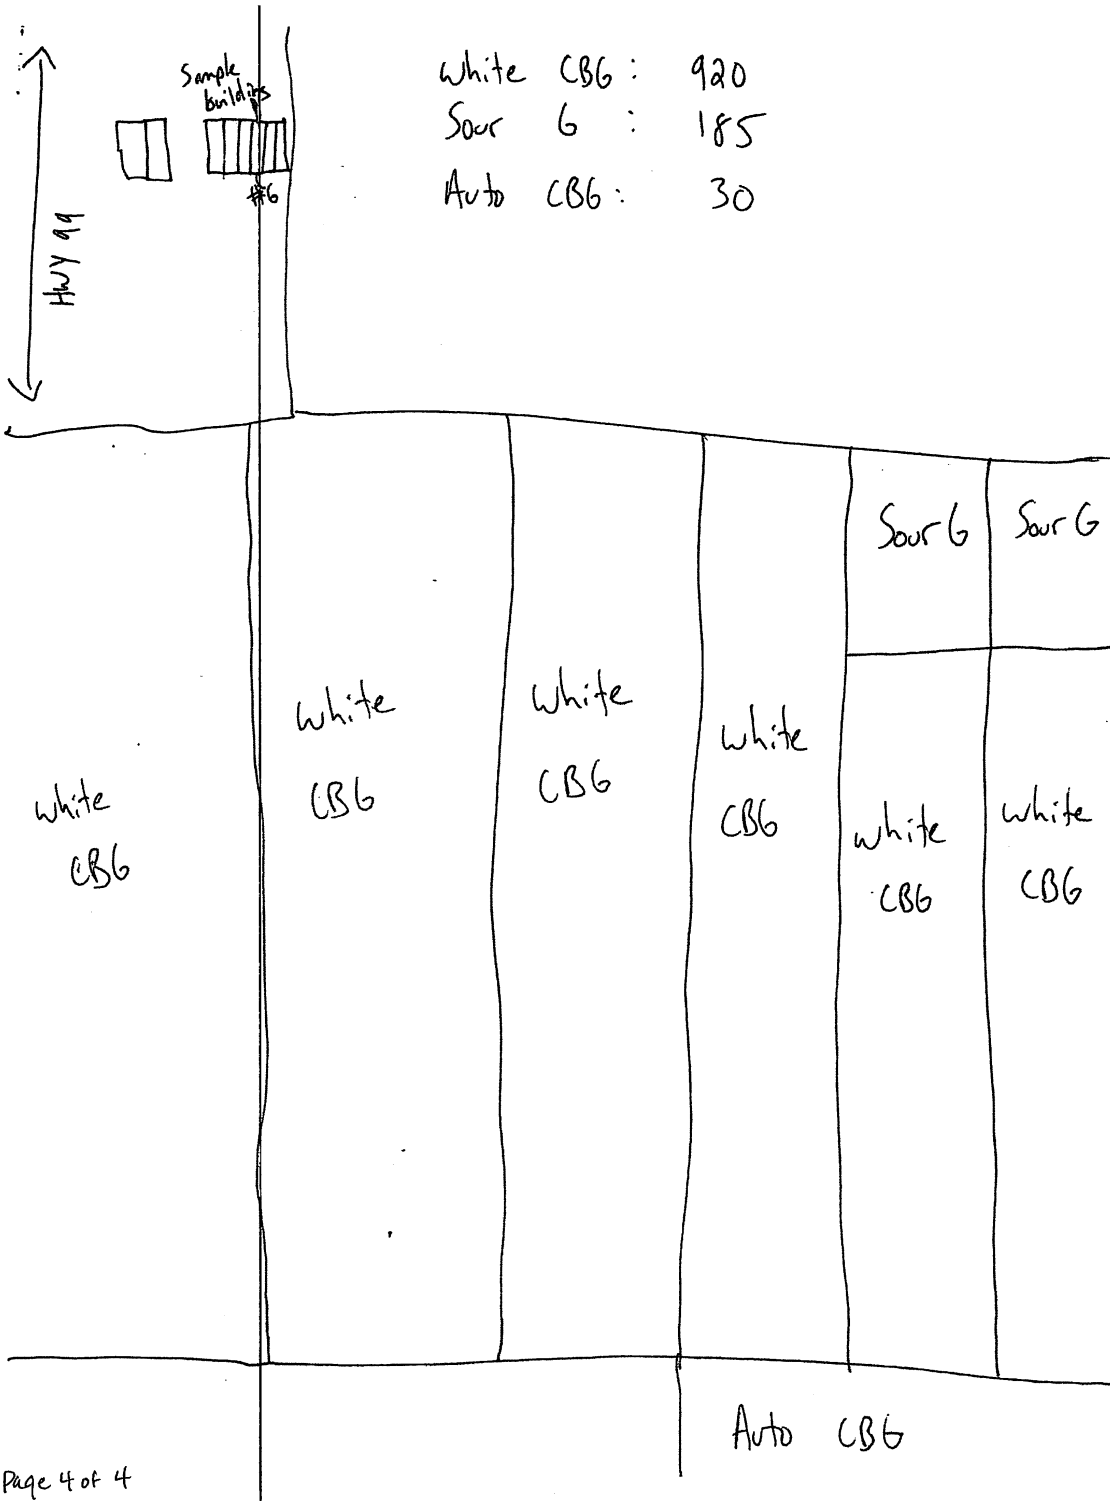 White CBG: 920
Sour G : 185
Auto CBG: 30
Sample
building
#6
HWY 99
Sour G
Sour G
White
CBG
White
CBG
White
CBG
White
CBG
White
CBG
White
CBG
Auto CBG
Page 4 of 4